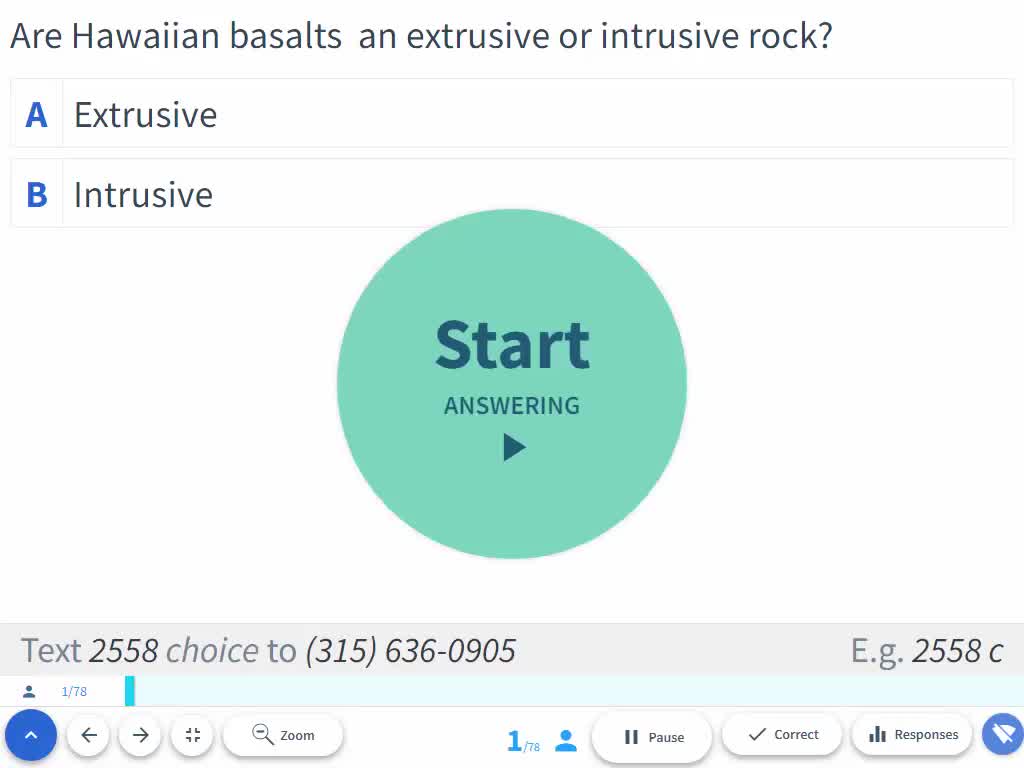 Are Hawaiian basalts  an extrusive or intrusive rock?
A Extrusive
B Intrusive
Start
ANSWERING
Text 2558 choice to (315) 636-0905 E.g. 2558 c
1/78
Zoom 1/78 Pause Correct Responses